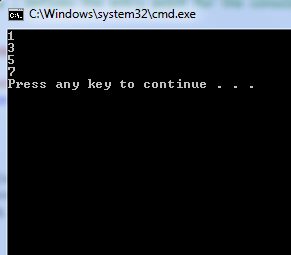 C:\Windows\system32\cmd.exe
1
3
5
7
Press any key to continue . . .